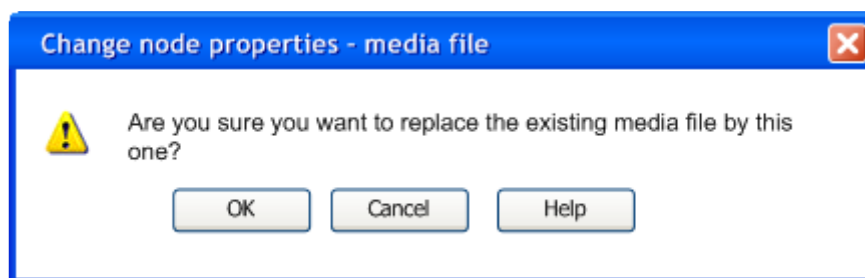 Change node properties - media file
Are you sure you want to replace the existing media file by this
one?
OK Cancel Help